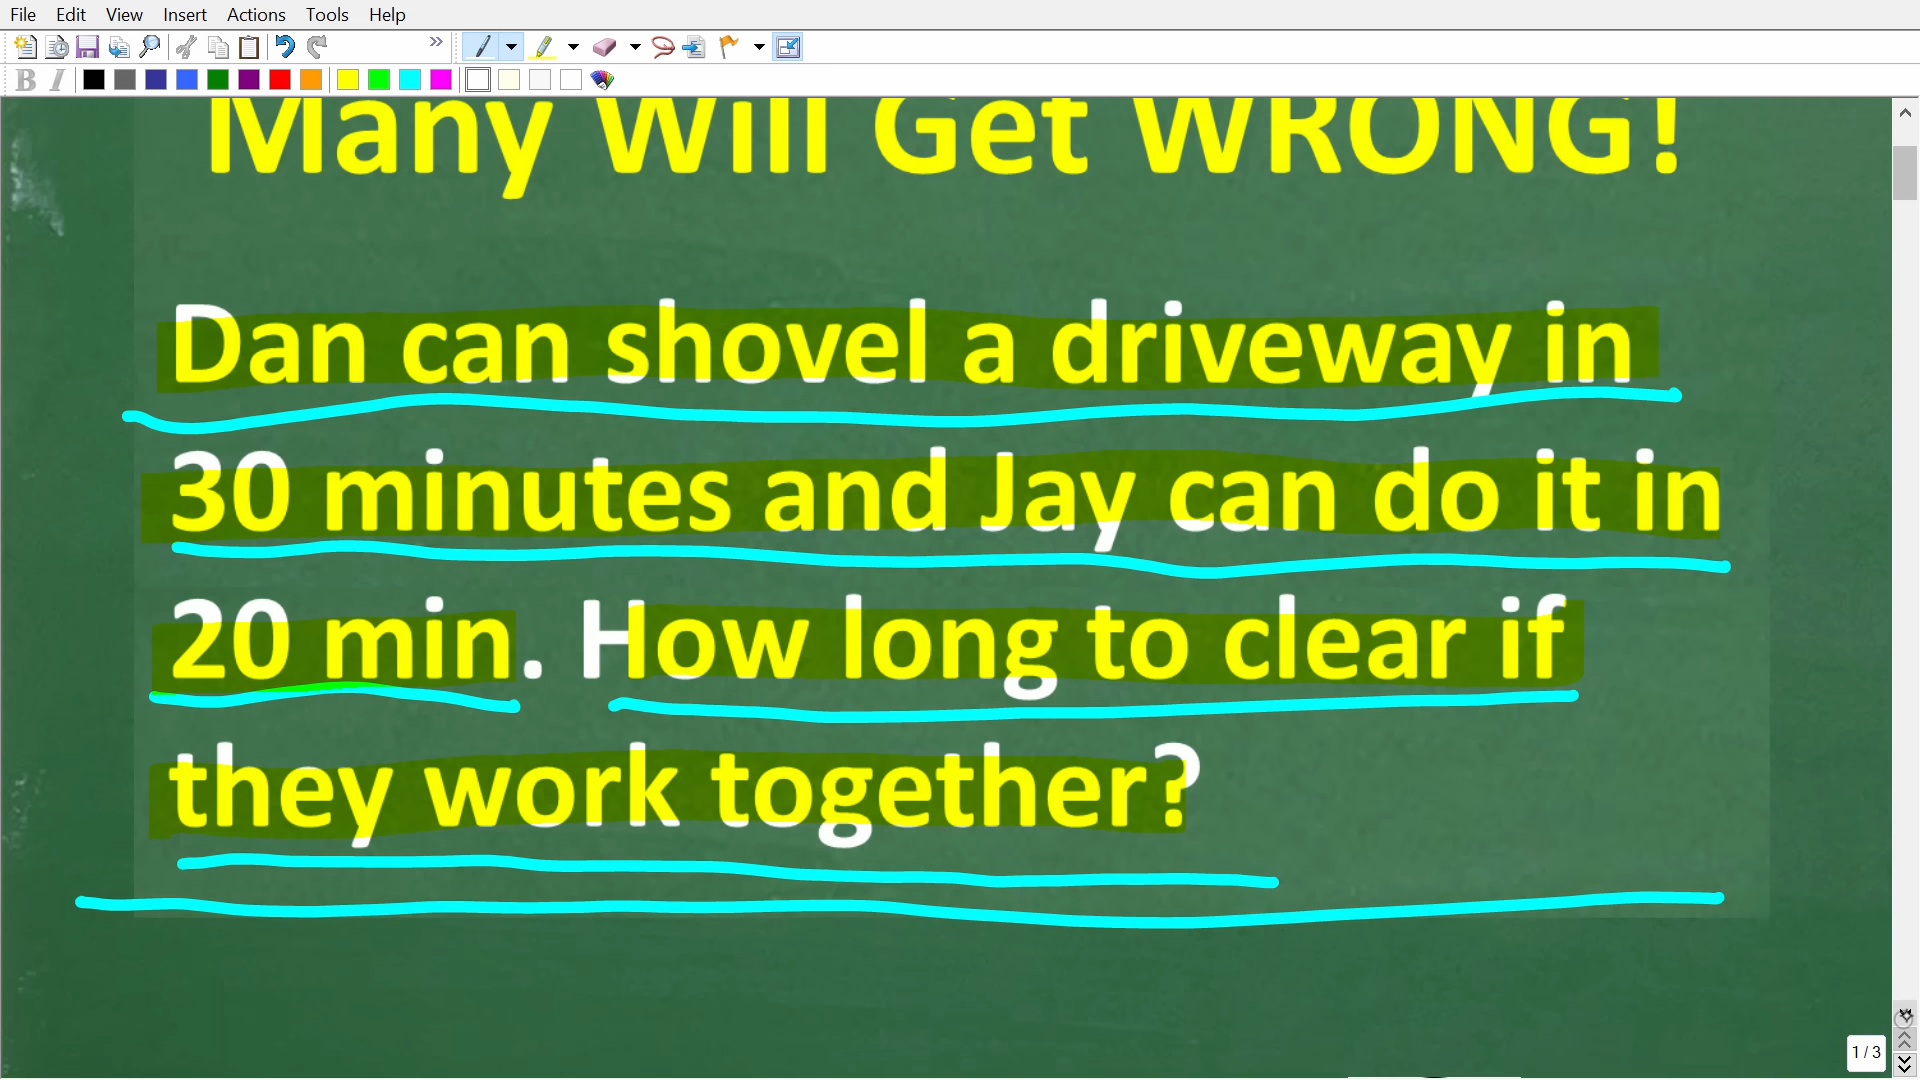 File Edit View Insert Actions Tools Help
B I
Many Will Get WRONG!
Dan can shovel a driveway in
30 minutes and Jay can do it in
20 min. How long to clear if
they work together?
1 / 3